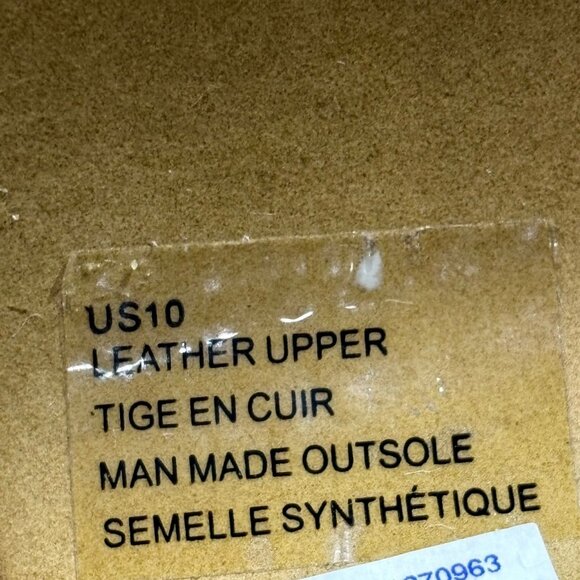 US10
LEATHER UPPER
TIGE EN CUIR
MAN MADE OUTSOLE
SEMELLE SYNTHÉTIQUE